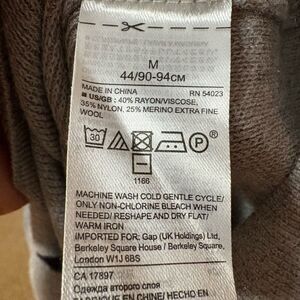 M
44/90-94CM
MADE IN CHINA RN 54023
■ US/GB: 40% RAYON/VISCOSE,
35% NYLON, 25% MERINO EXTRA FINE
WOOL
30 P
1186
MACHINE WASH COLD GENTLE CYCLE/
ONLY NON-CHLORINE BLEACH WHEN
NEEDED/ RESHAPE AND DRY FLAT/
WARM IRON
IMPORTED FOR: Gap (UK Holdings) Ltd,
Berkeley Square House / Berkeley Square,
London W1J 6BS
CA 17897
Одежда второго слоя
FABRIQUÉ EN CHINE / HECHO EN